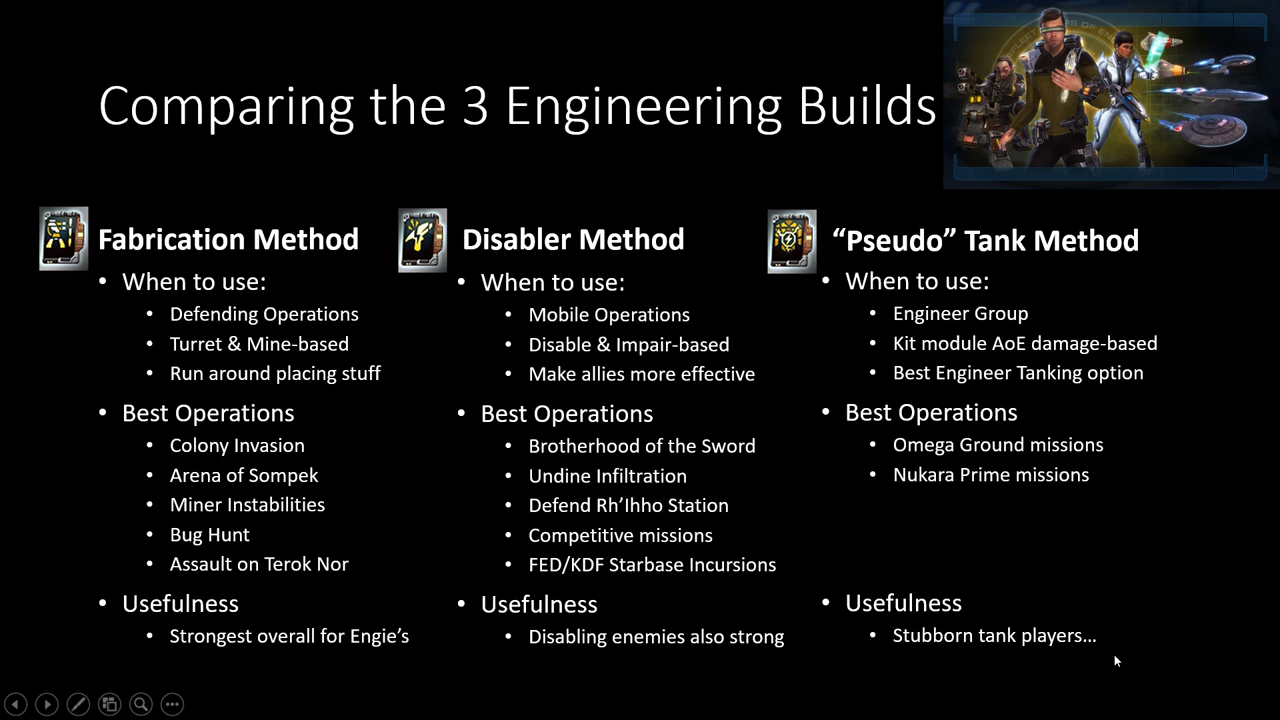 Comparing the 3 Engineering Builds
Fabrication Method
• When to use:
• Defending Operations
• Turret & Mine-based
• Run around placing stuff
• Best Operations
• Colony Invasion
• Arena of Sompek
• Miner Instabilities
• Bug Hunt
• Assault on Terok Nor
• Usefulness
• Strongest overall for Engie’s
Disabler Method
• When to use:
• Mobile Operations
• Disable & Impair-based
• Make allies more effective
• Best Operations
• Brotherhood of the Sword
• Undine Infiltration
• Defend Rh’Ihho Station
• Competitive missions
• FED/KDF Starbase Incursions
• Usefulness
• Disabling enemies also strong
“Pseudo” Tank Method
• When to use:
• Engineer Group
• Kit module AoE damage-based
• Best Engineer Tanking option
• Best Operations
• Omega Ground missions
• Nukara Prime missions
• Usefulness
• Stubborn tank players…